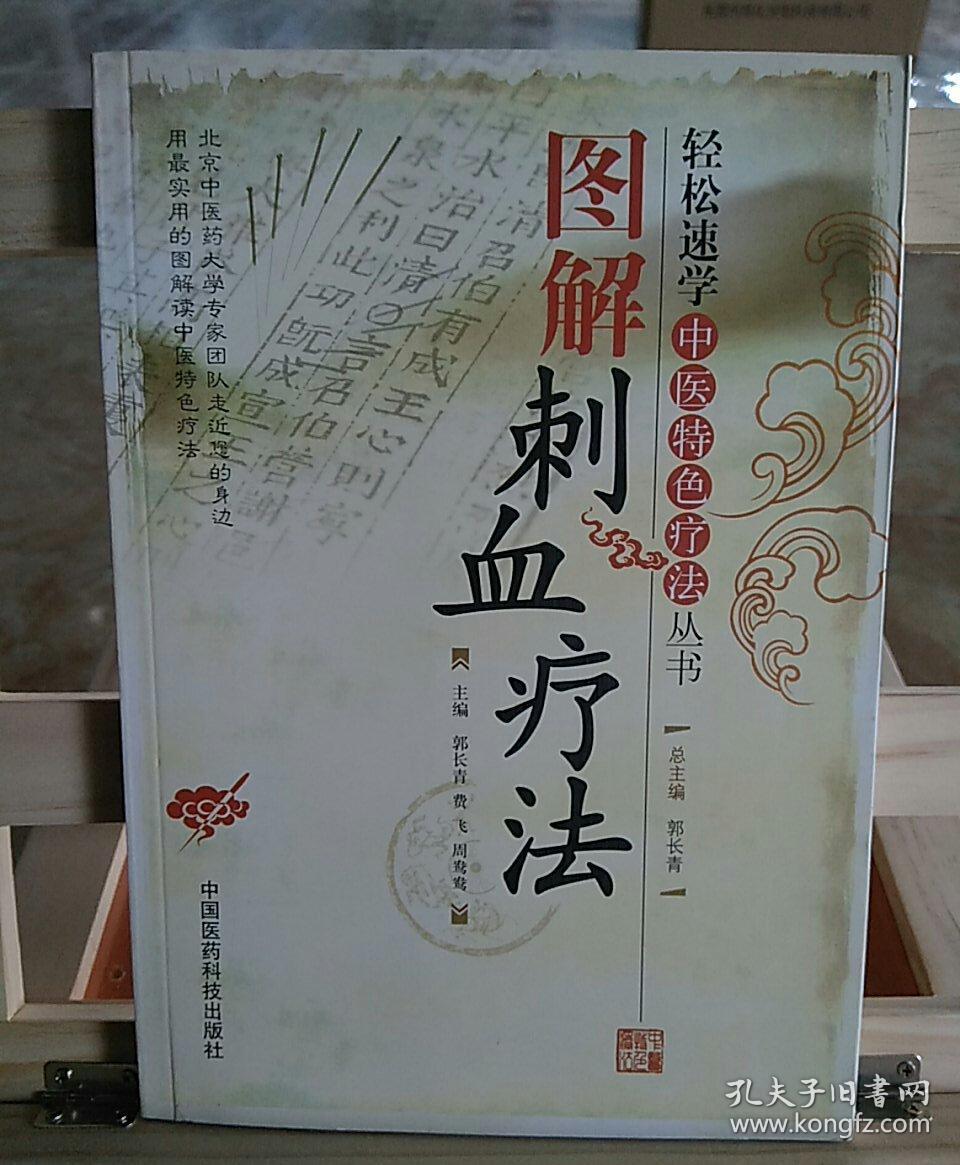 轻松速学中医特色疗法丛书
总主编 郭长青
图解刺血疗法
主编 郭长青 费飞 周鸯鸯
北京中医药大学专家团队走近您的身边
用最实用的图解读中医特色疗法
中国医药科技出版社
孔夫子旧书网
www.kongfz.com